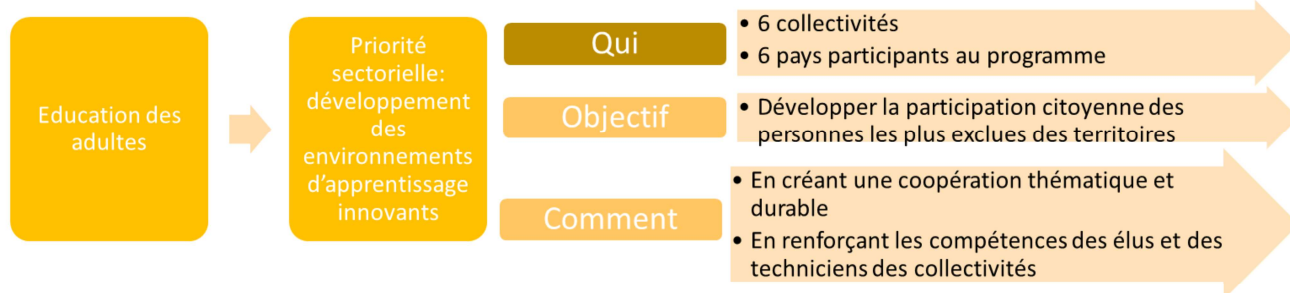 Education des
adultes
Priorité
sectorielle:
développement
des
environnements
d'apprentissage
innovants
Qui
• 6 collectivités
• 6 pays participants au programme
Objectif
• Développer la participation citoyenne des
personnes les plus exclues des territoires
Comment
• En créant une coopération thématique et
durable
• En renforçant les compétences des élus et des
techniciens des collectivités